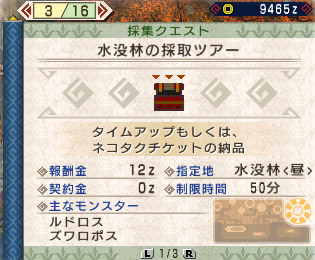 3/16
9465z
採集クエスト
水没林の採取ツアー
タイムアップもしくは、
ネコタクチケットの納品
報酬金 12z 指定地 水没林<昼>
契約金 0z 制限時間 50分
主なモンスター
ルドロス
ズワロポス
L 1/3 R